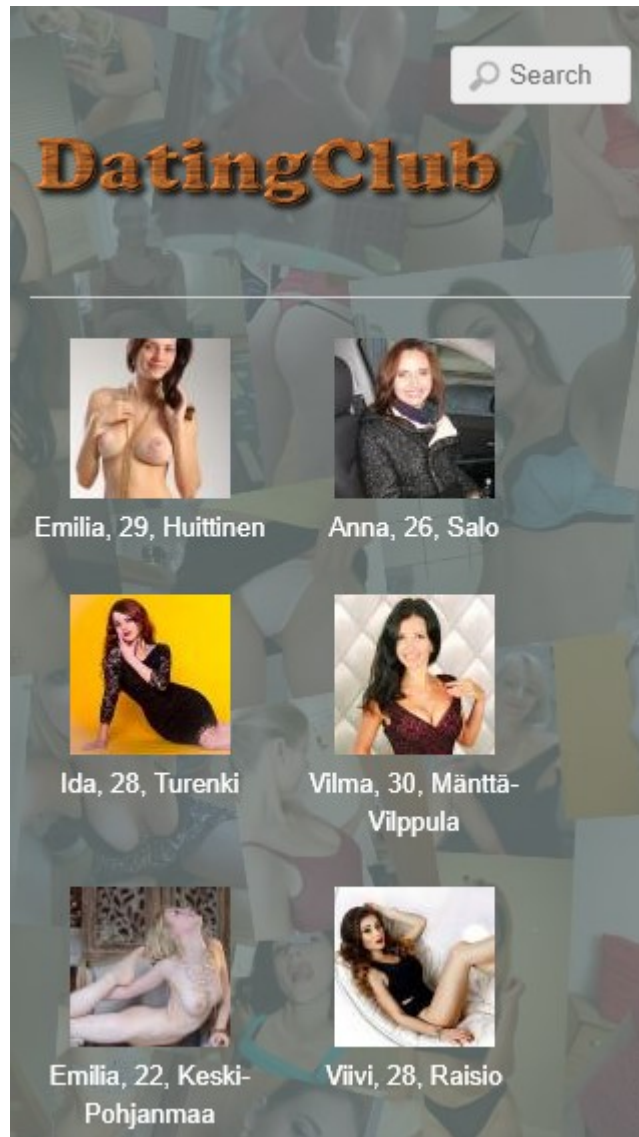 Search
DatingClub
Emilia, 29, Huittinen
Anna, 26, Salo
Ida, 28, Turenki
Vilma, 30, Mänttä-
Vilppula
Emilia, 22, Keski-
Pohjanmaa
Viivi, 28, Raisio